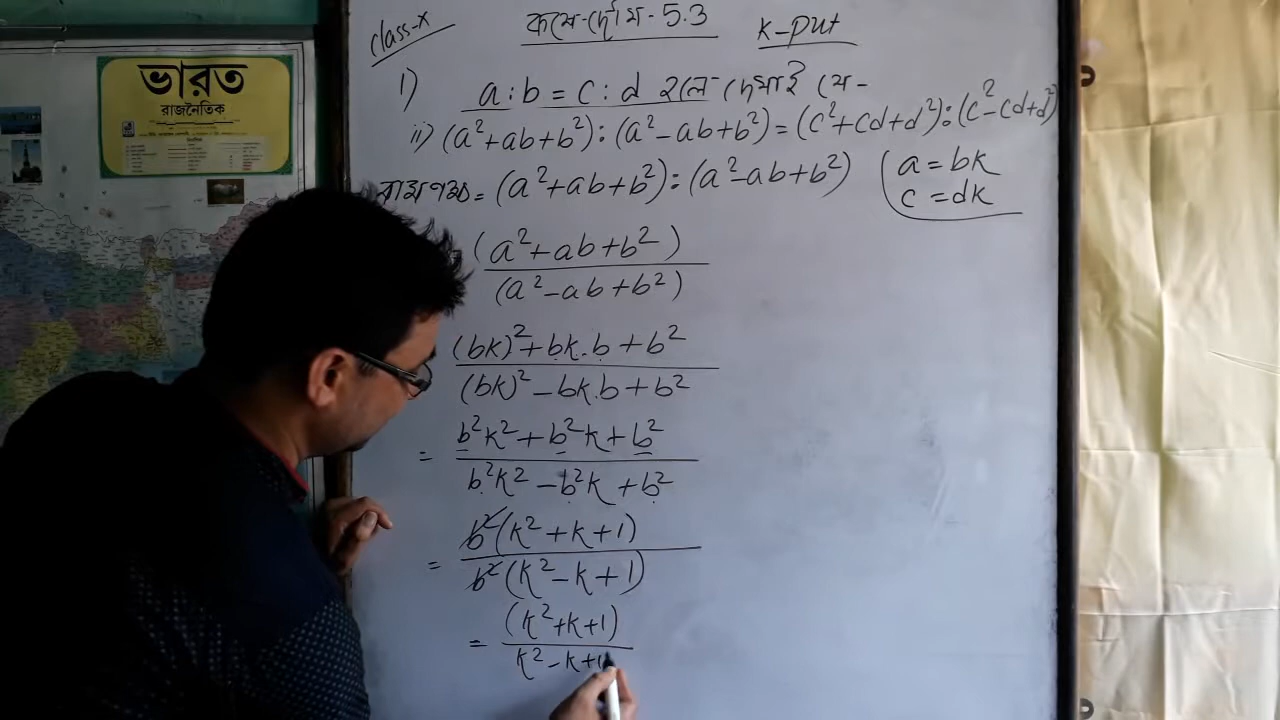 ভারত
রাজনৈতিক
class-X
কষে দেখি - 5.3
K-put
1) a : b = c : d হলে দেখাই যে -
ii) (a²+ab+b²) : (a²-ab+b²) = (c²+cd+d²) : (c²-cd+d²)
বামপক্ষ = (a²+ab+b²) : (a²-ab+b²)
a = bk
c = dk
(a²+ab+b²)
(a²-ab+b²)
(bk)²+bk.b+b²
(bk)²-bk.b+b²
= b²k²+b²k+b²
b²k²-b²k+b²
= b²(k²+k+1)
b²(k²-k+1)
= (k²+k+1)
k²-k+1